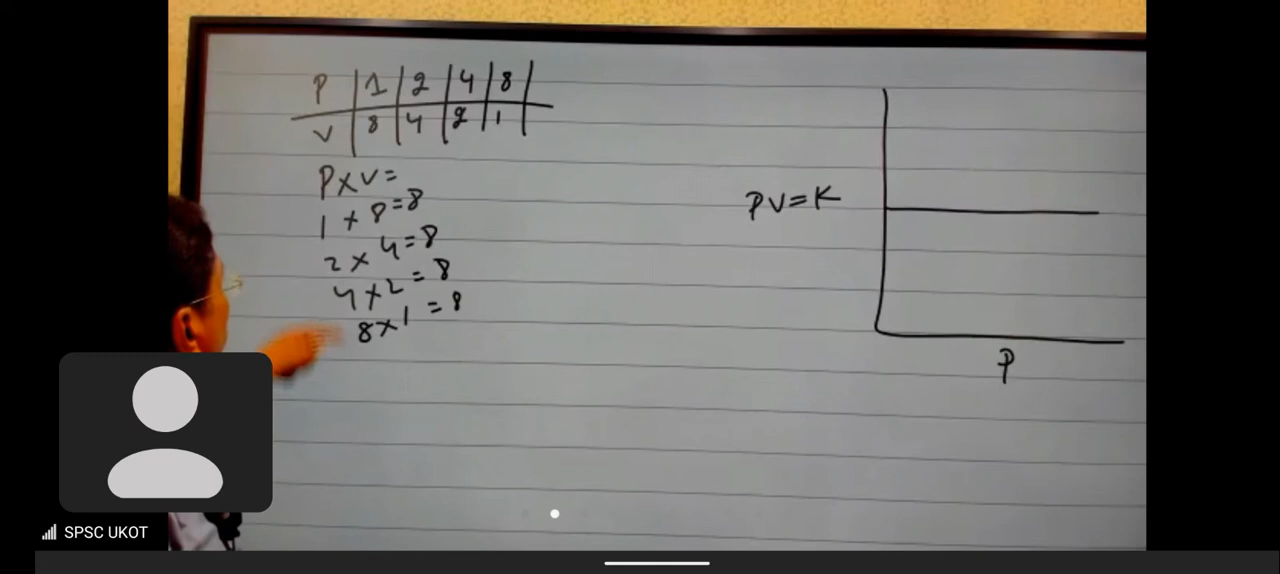 P 1 2 4 8
V 8 4 2 1
P×V=
1 × 8=8
2 × 4=8
4×2 = 8
8×1 = 8
PV=K
P
SPSC UKOT